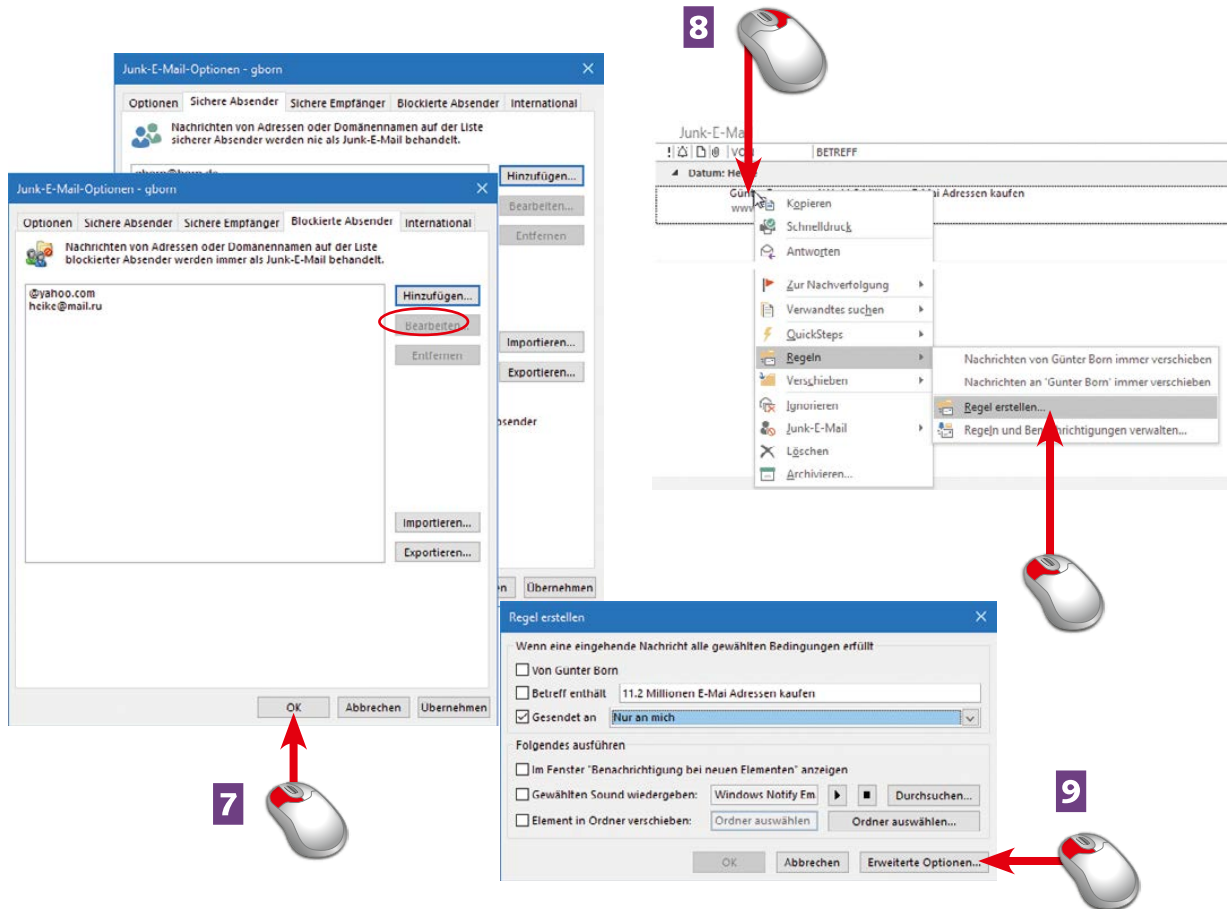 8
Junk-E-Mail-Optionen - gborn
Optionen Sichere Absender Sichere Empfänger Blockierte Absender International
Nachrichten von Adressen oder Domänennamen auf der Liste
sicherer Absender werden nie als Junk-E-Mail behandelt.
Hinzufügen...
Bearbeiten...
Entfernen
Importieren...
Exportieren...
Übernehmen
Junk-E-Mail-Optionen - gborn
Optionen Sichere Absender Sichere Empfänger Blockierte Absender International
Nachrichten von Adressen oder Domänennamen auf der Liste
blockierter Absender werden immer als Junk-E-Mail behandelt.
@yahoo.com
heike@mail.ru
Hinzufügen...
Bearbeiten...
Entfernen
Importieren...
Exportieren...
OK Abbrechen Übernehmen
7
Junk-E-Ma
BETREFF
Datum: He
ai Adressen kaufen
www
Kopieren
Schnelldruck
Antworten
Zur Nachverfolgung
Verwandtes suchen
QuickSteps
Regeln
Verschieben
Ignorieren
Junk-E-Mail
Löschen
Archivieren...
Nachrichten von Günter Born immer verschieben
Nachrichten an 'Günter Born' immer verschieben
Regel erstellen...
Regeln und Benachrichtigungen verwalten...
Regel erstellen
Wenn eine eingehende Nachricht alle gewählten Bedingungen erfüllt
Von Günter Born
Betreff enthält 11.2 Millionen E-Mai Adressen kaufen
Gesendet an Nur an mich
Folgendes ausführen
Im Fenster "Benachrichtigung bei neuen Elementen" anzeigen
Gewählten Sound wiedergeben: Windows Notify Em Durchsuchen...
Element in Ordner verschieben: Ordner auswählen Ordner auswählen...
OK Abbrechen Erweiterte Optionen...
9